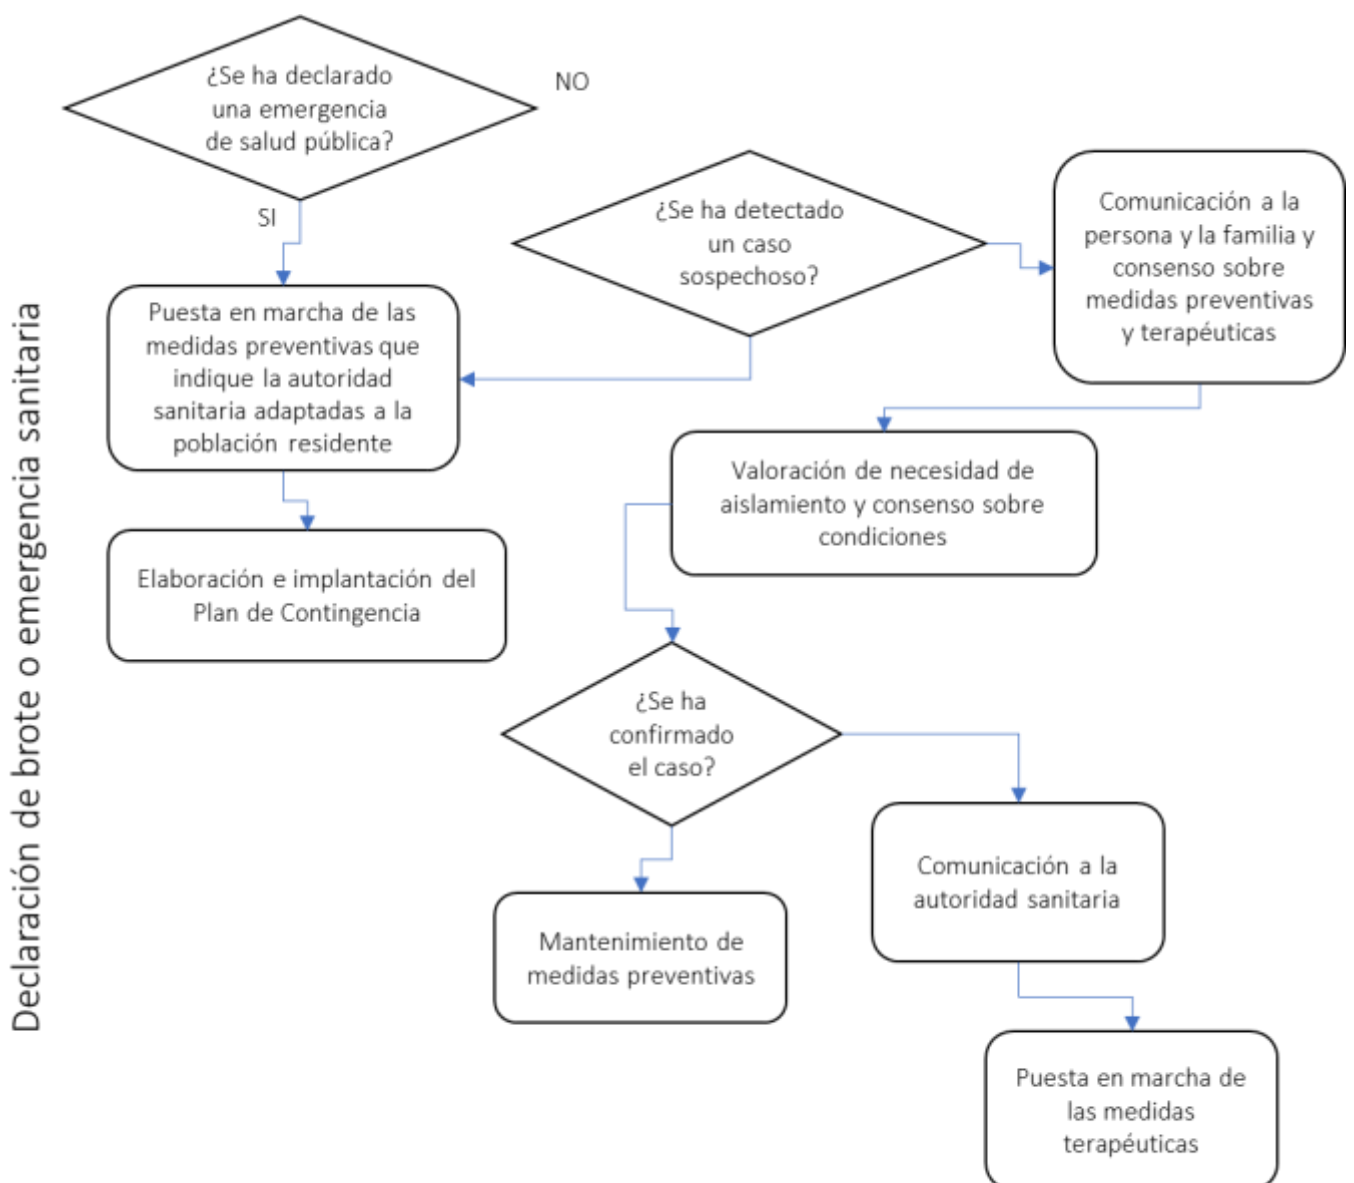 Declaración de brote o emergencia sanitaria
¿Se ha declarado
una emergencia
de salud pública?
NO
SI
¿Se ha detectado
un caso
sospechoso?
Comunicación a la
persona y la familia y
consenso sobre
medidas preventivas
y terapéuticas
Puesta en marcha de las
medidas preventivas que
indique la autoridad
sanitaria adaptadas a la
población residente
Valoración de necesidad de
aislamiento y consenso sobre
condiciones
Elaboración e implantación del
Plan de Contingencia
¿Se ha
confirmado
el caso?
Comunicación a la
autoridad sanitaria
Mantenimiento de
medidas preventivas
Puesta en marcha de
las medidas
terapéuticas